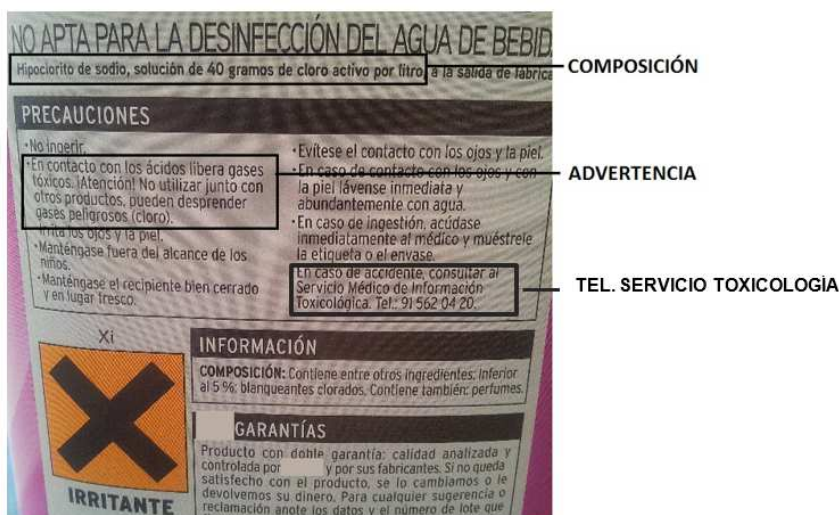 NO APTA PARA LA DESINFECCIÓN DEL AGUA DE BEBID
Hipoclorito de sodio, solución de 40 gramos de cloro activo por litro, a la salida de fábrica
COMPOSICIÓN
PRECAUCIONES
·No ingerir.
·En contacto con los ácidos libera gases
tóxicos. ¡Atención! No utilizar junto con
otros productos, pueden desprender
gases peligrosos (cloro).
·Irrita los ojos y la piel.
·Manténgase fuera del alcance de los
niños.
·Manténgase el recipiente bien cerrado
y en lugar fresco.
·Evítese el contacto con los ojos y la piel.
·En caso de contacto con los ojos y con
la piel lávense inmediata y
abundantemente con agua.
·En caso de ingestión, acúdase
inmediatamente al médico y muéstrele
la etiqueta o el envase.
En caso de accidente, consultar al
Servicio Médico de Información
Toxicológica. Tel.: 91 562 04 20.
ADVERTENCIA
TEL. SERVICIO TOXICOLOGÍA
Xi
IRRITANTE
INFORMACIÓN
COMPOSICIÓN: Contiene entre otros ingredientes: Inferior
al 5 %: blanqueantes clorados. Contiene también: perfumes.
GARANTÍAS
Producto con doble garantía: calidad analizada y
controlada por y por sus fabricantes. Si no queda
satisfecho con el producto, se lo cambiamos o le
devolvemos su dinero. Para cualquier sugerencia o
reclamación anote los datos y el número de lote que